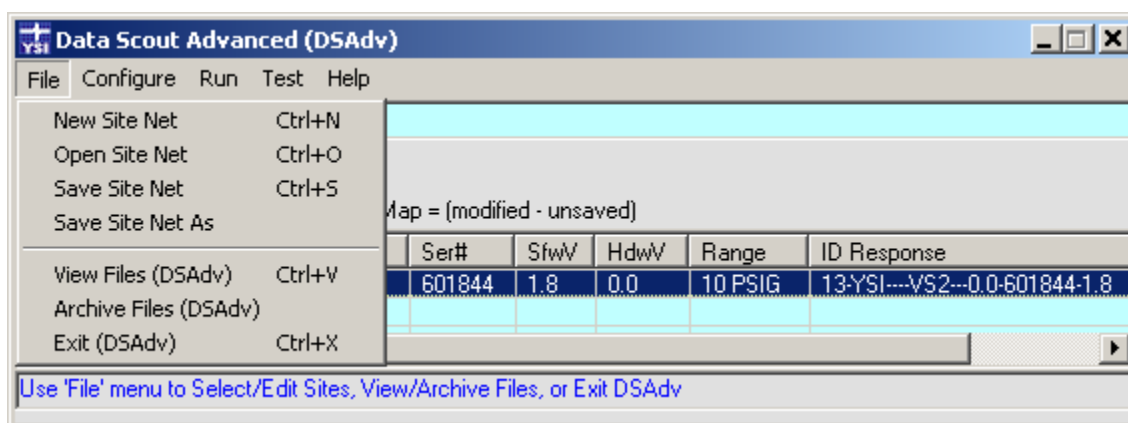 YSI Data Scout Advanced (DSAdv)
File Configure Run Test Help
New Site Net Ctrl+N
Open Site Net Ctrl+O
Save Site Net Ctrl+S
Save Site Net As
Map = (modified - unsaved)
Ser# SfwV HdwV Range ID Response
View Files (DSAdv) Ctrl+V
601844 1.8 0.0 10 PSIG 13-YSI----VS2---0.0-601844-1.8
Archive Files (DSAdv)
Exit (DSAdv) Ctrl+X
Use 'File' menu to Select/Edit Sites, View/Archive Files, or Exit DSAdv